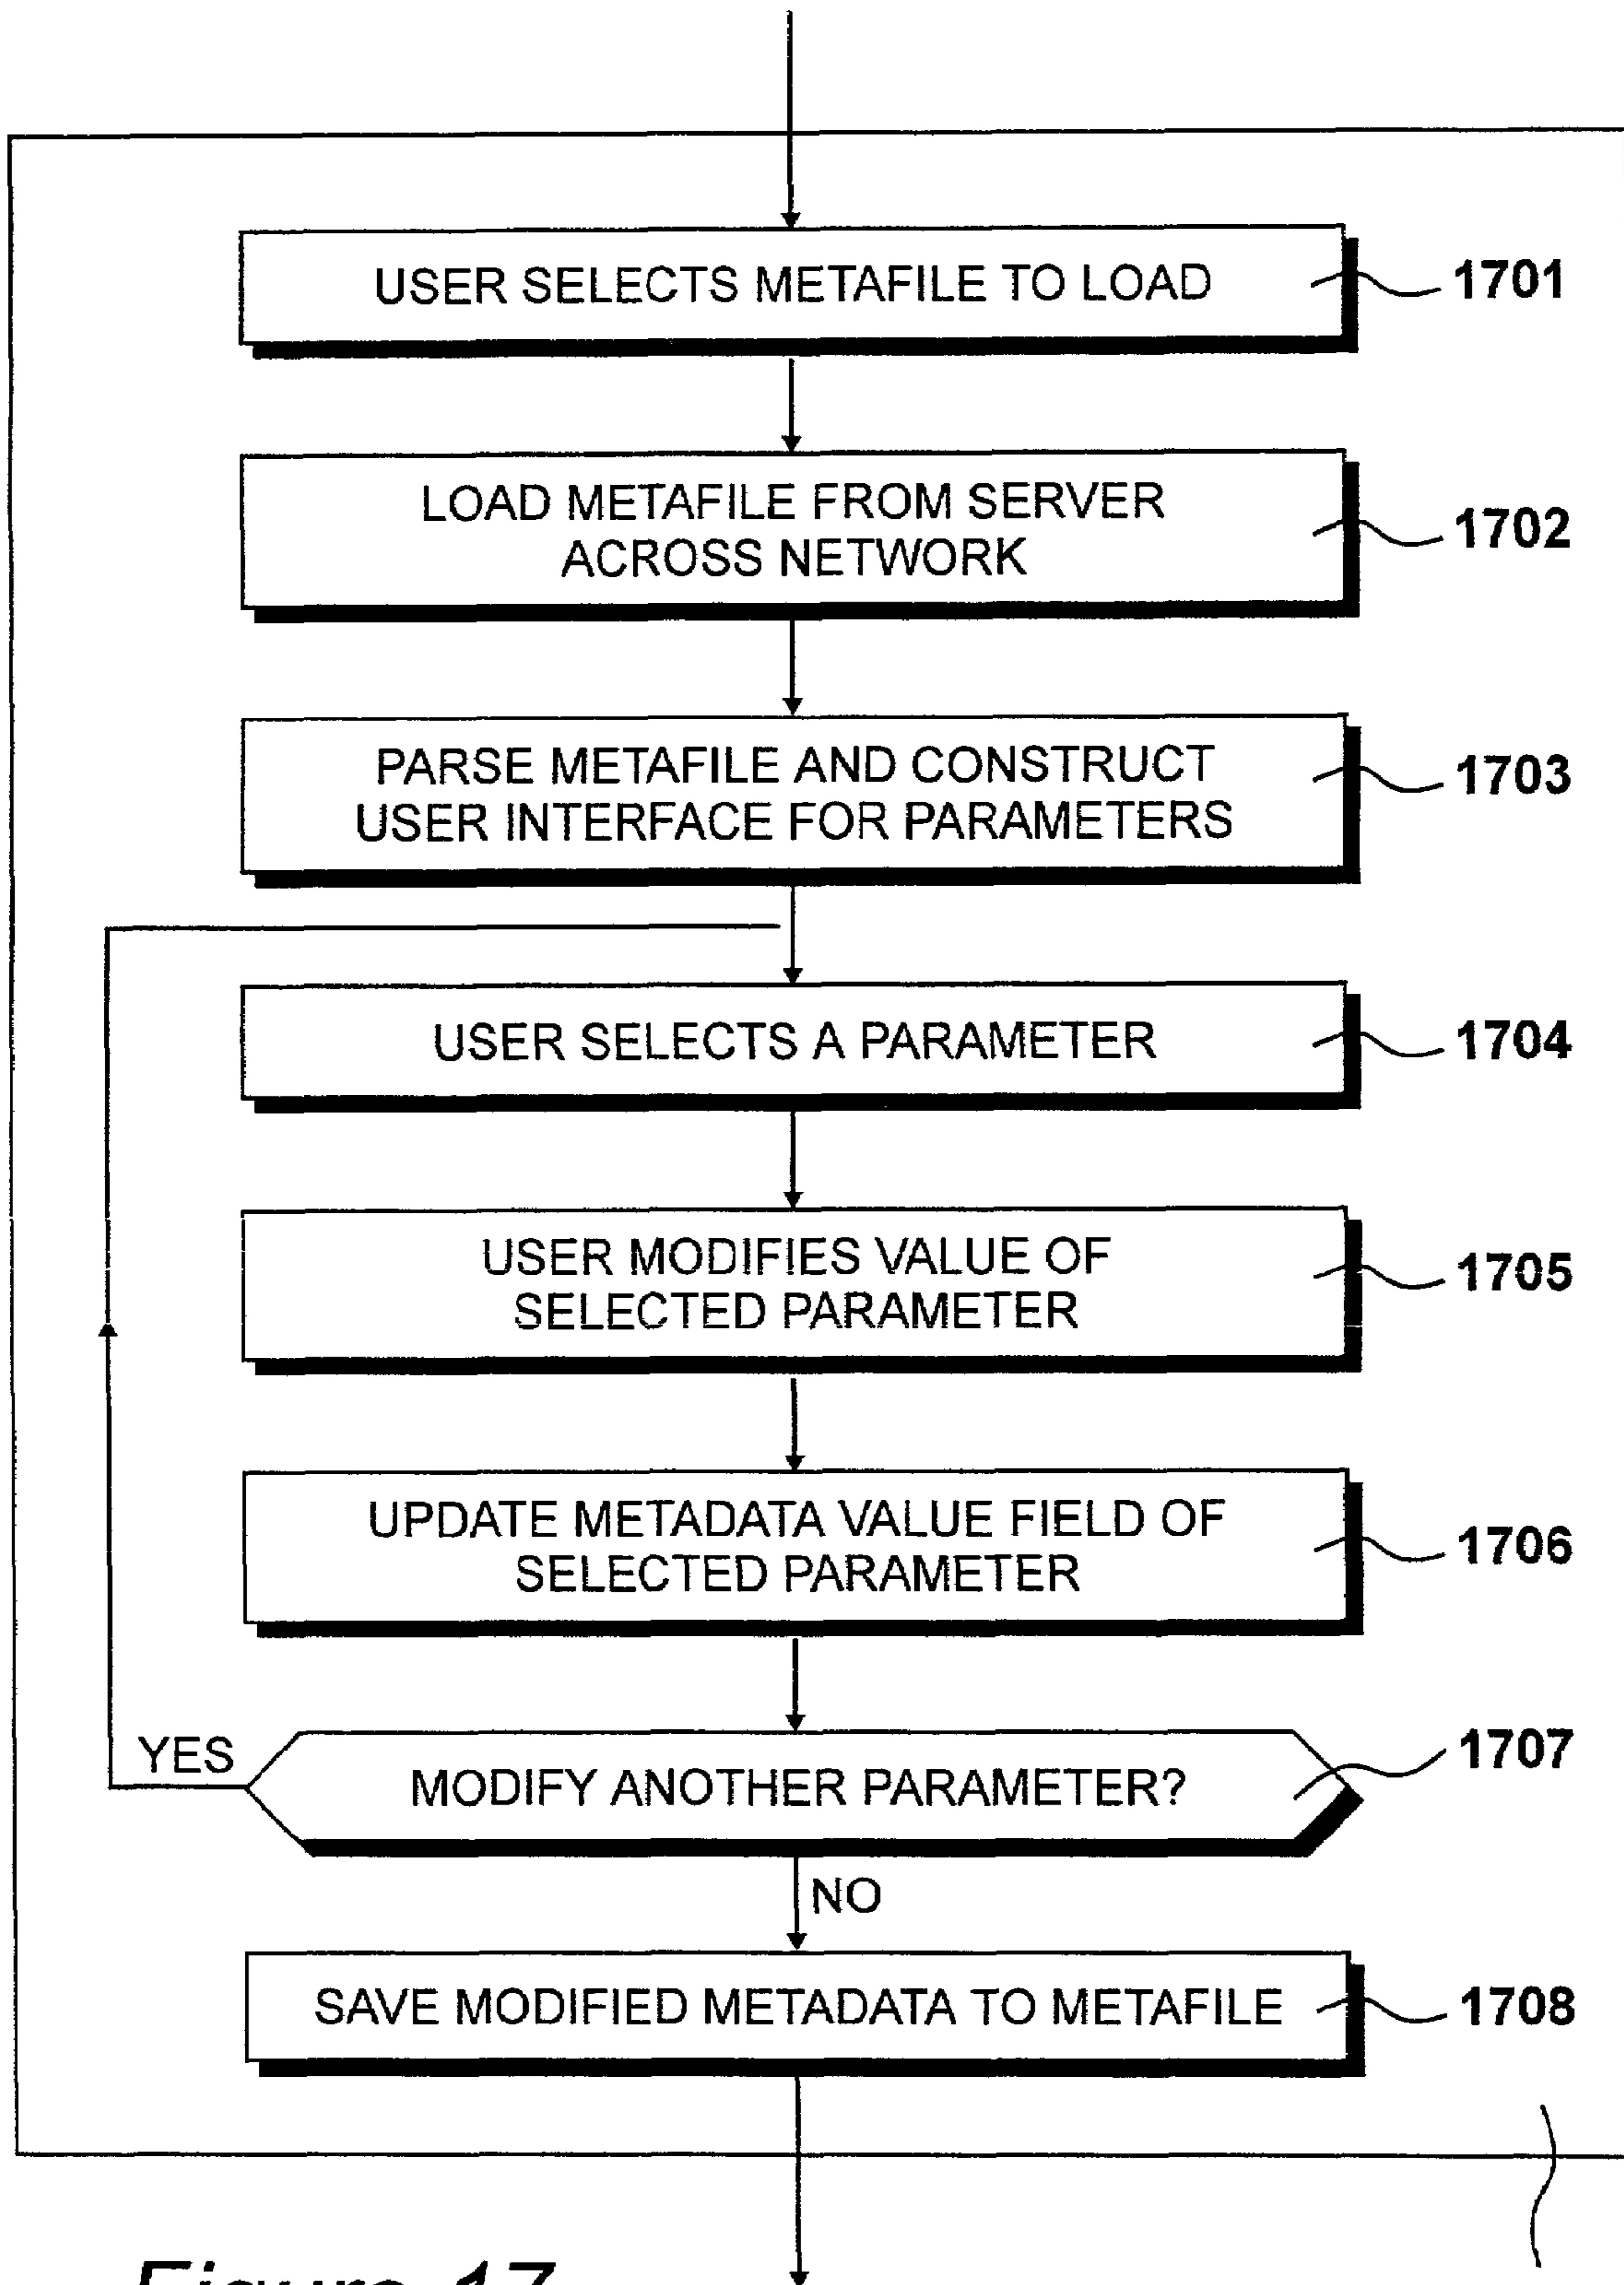 USER SELECTS METAFILE TO LOAD
1701
LOAD METAFILE FROM SERVER
ACROSS NETWORK
1702
PARSE METAFILE AND CONSTRUCT
USER INTERFACE FOR PARAMETERS
1703
USER SELECTS A PARAMETER
1704
USER MODIFIES VALUE OF
SELECTED PARAMETER
1705
UPDATE METADATA VALUE FIELD OF
SELECTED PARAMETER
1706
YES
MODIFY ANOTHER PARAMETER?
1707
NO
SAVE MODIFIED METADATA TO METAFILE
1708
Figure 17